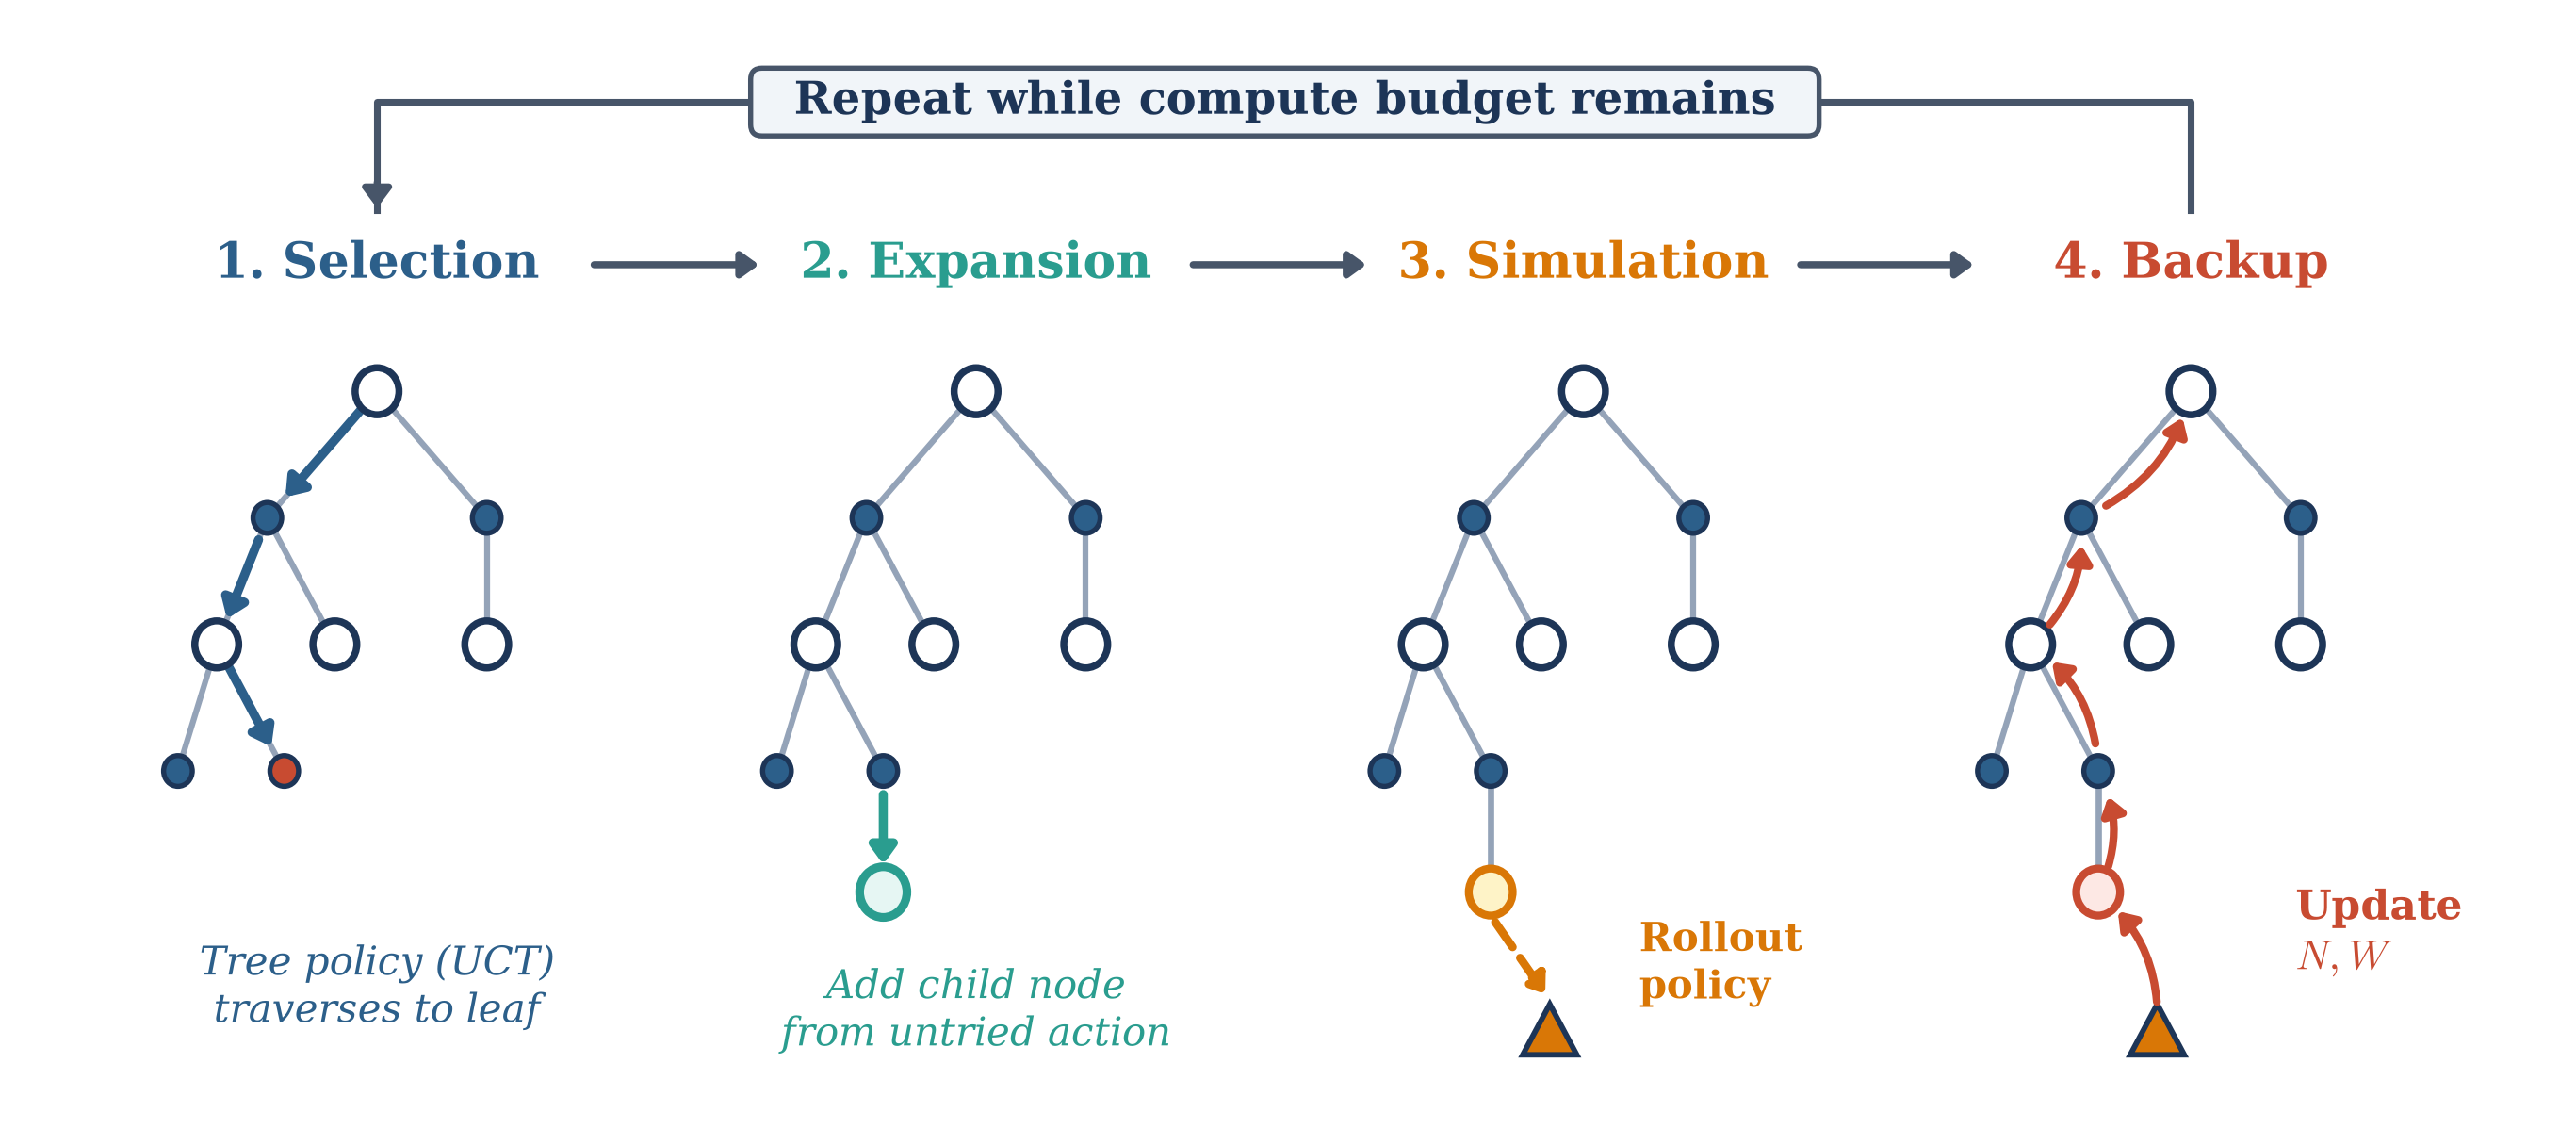 Repeat while compute budget remains
1. Selection
2. Expansion
3. Simulation
4. Backup
Tree policy (UCT)
traverses to leaf
Add child node
from untried action
Rollout
policy
Update
N, W